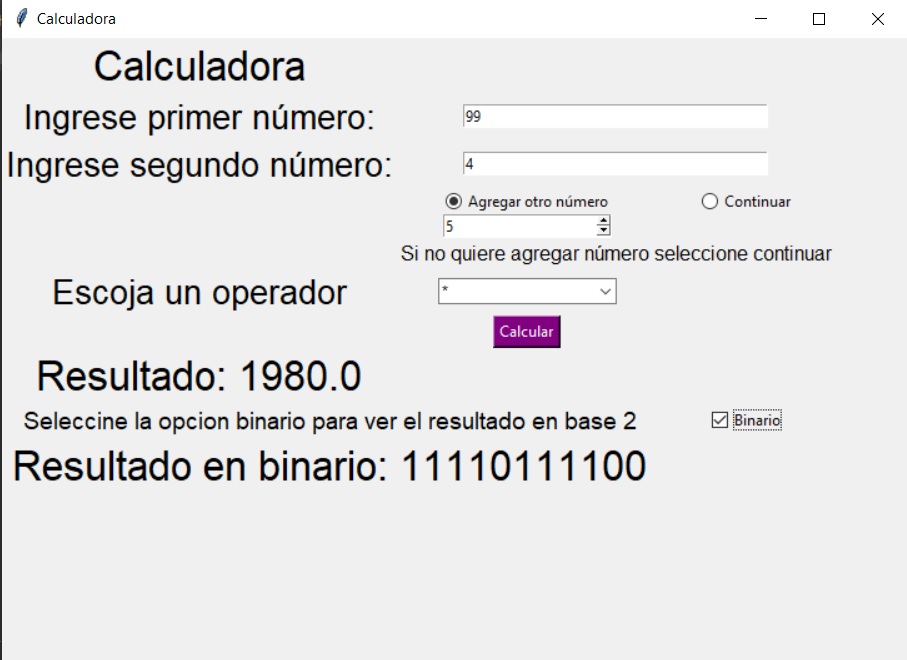 Calculadora
Calculadora
Ingrese primer número: 99
Ingrese segundo número: 4
Agregar otro número Continuar
5
Si no quiere agregar número seleccione continuar
Escoja un operador *
Calcular
Resultado: 1980.0
Seleccine la opcion binario para ver el resultado en base 2 Binario
Resultado en binario: 11110111100